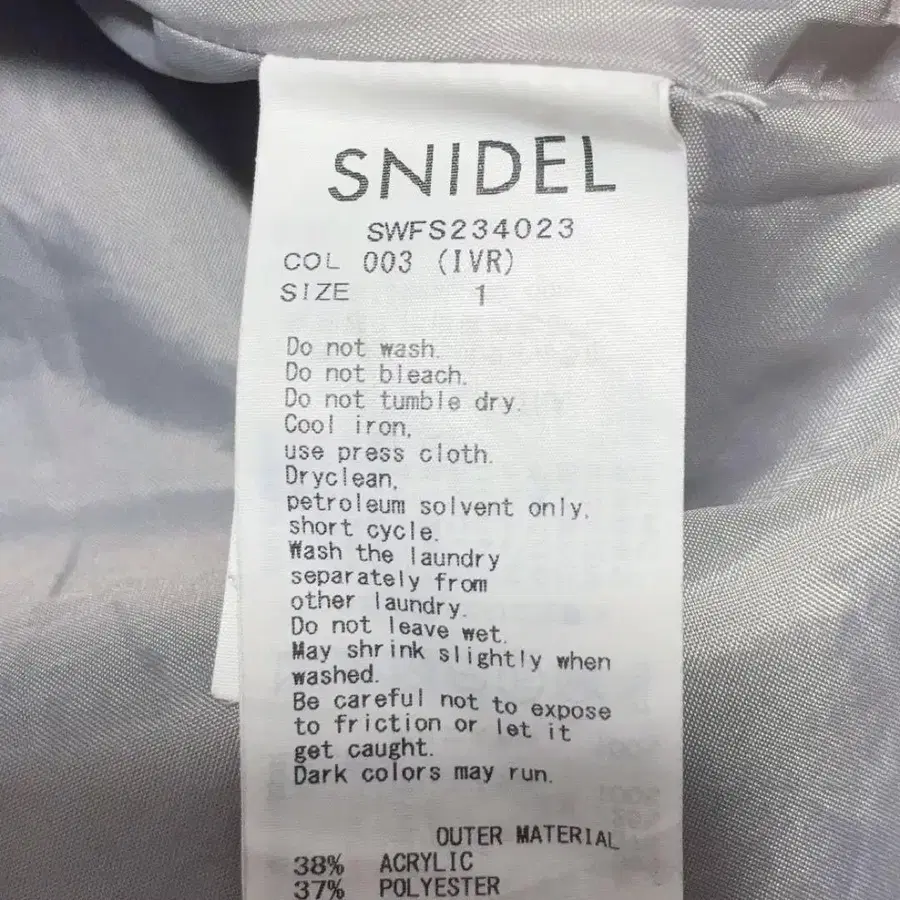 SNIDEL
SWFS234023
COL 003 (IVR)
SIZE 1
Do not wash.
Do not bleach.
Do not tumble dry.
Cool iron,
use press cloth.
Dryclean,
petroleum solvent only,
short cycle.
Wash the laundry
separately from
other laundry.
Do not leave wet.
May shrink slightly when
washed.
Be careful not to expose
to friction or let it
get caught.
Dark colors may run.
OUTER MATERIAL
38% ACRYLIC
37% POLYESTER